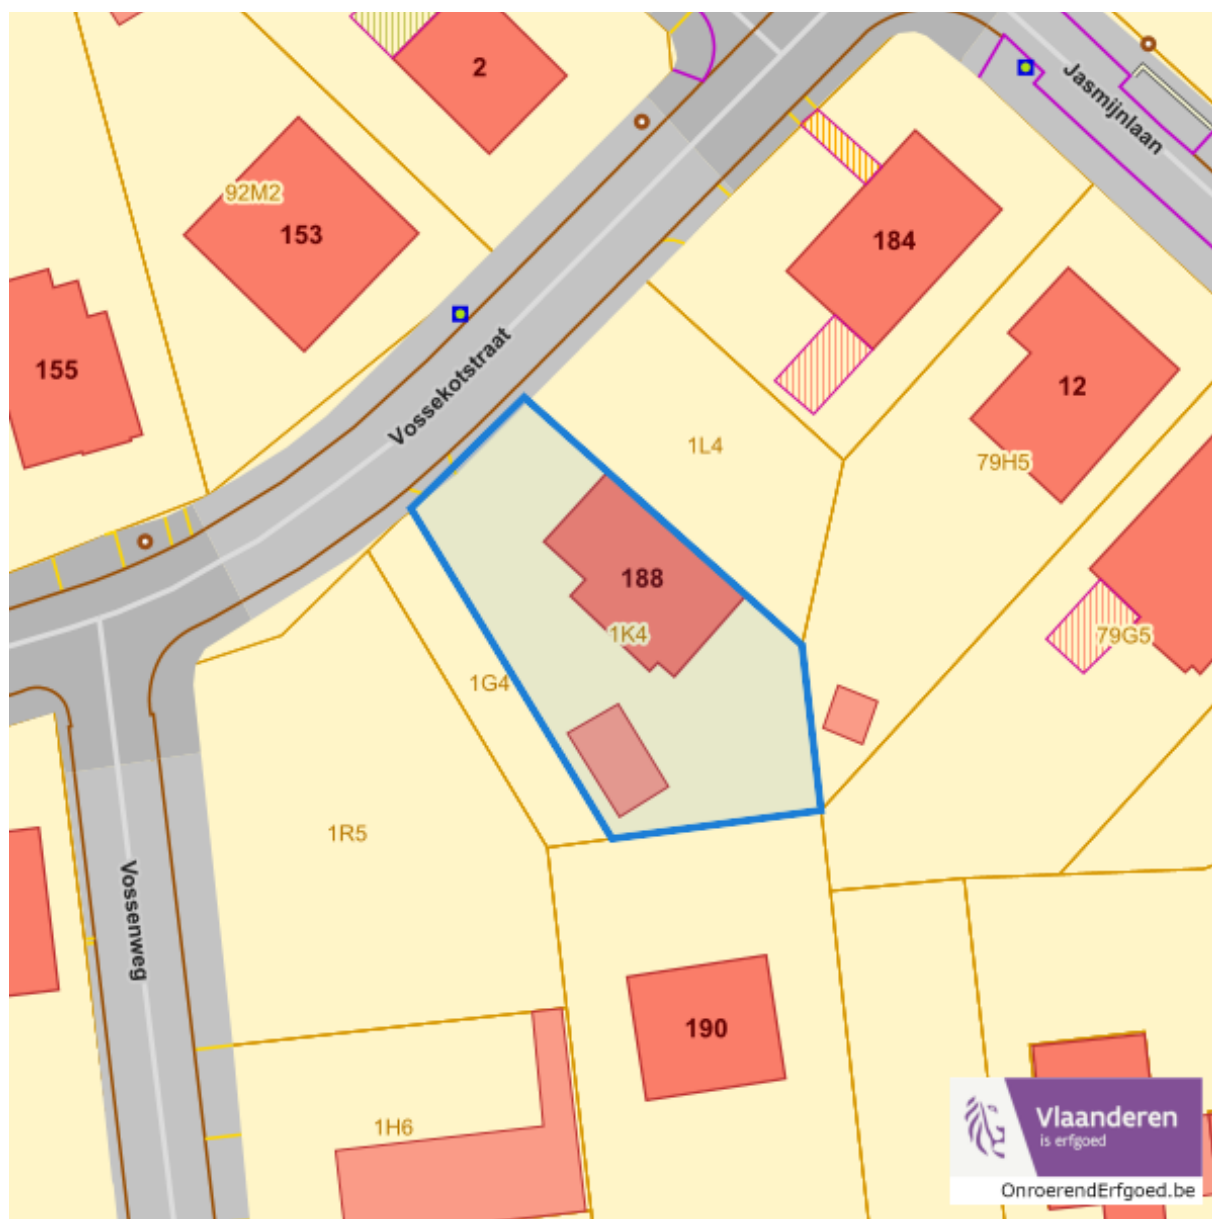 2
Jasmijnlaan
92M2
153
184
155
Vossekotstraat
12
1L4
79H5
188
1K4
79G5
1G4
1R5
Vossenweg
190
1H6
Vlaanderen
is erfgoed
OnroerendErfgoed.be